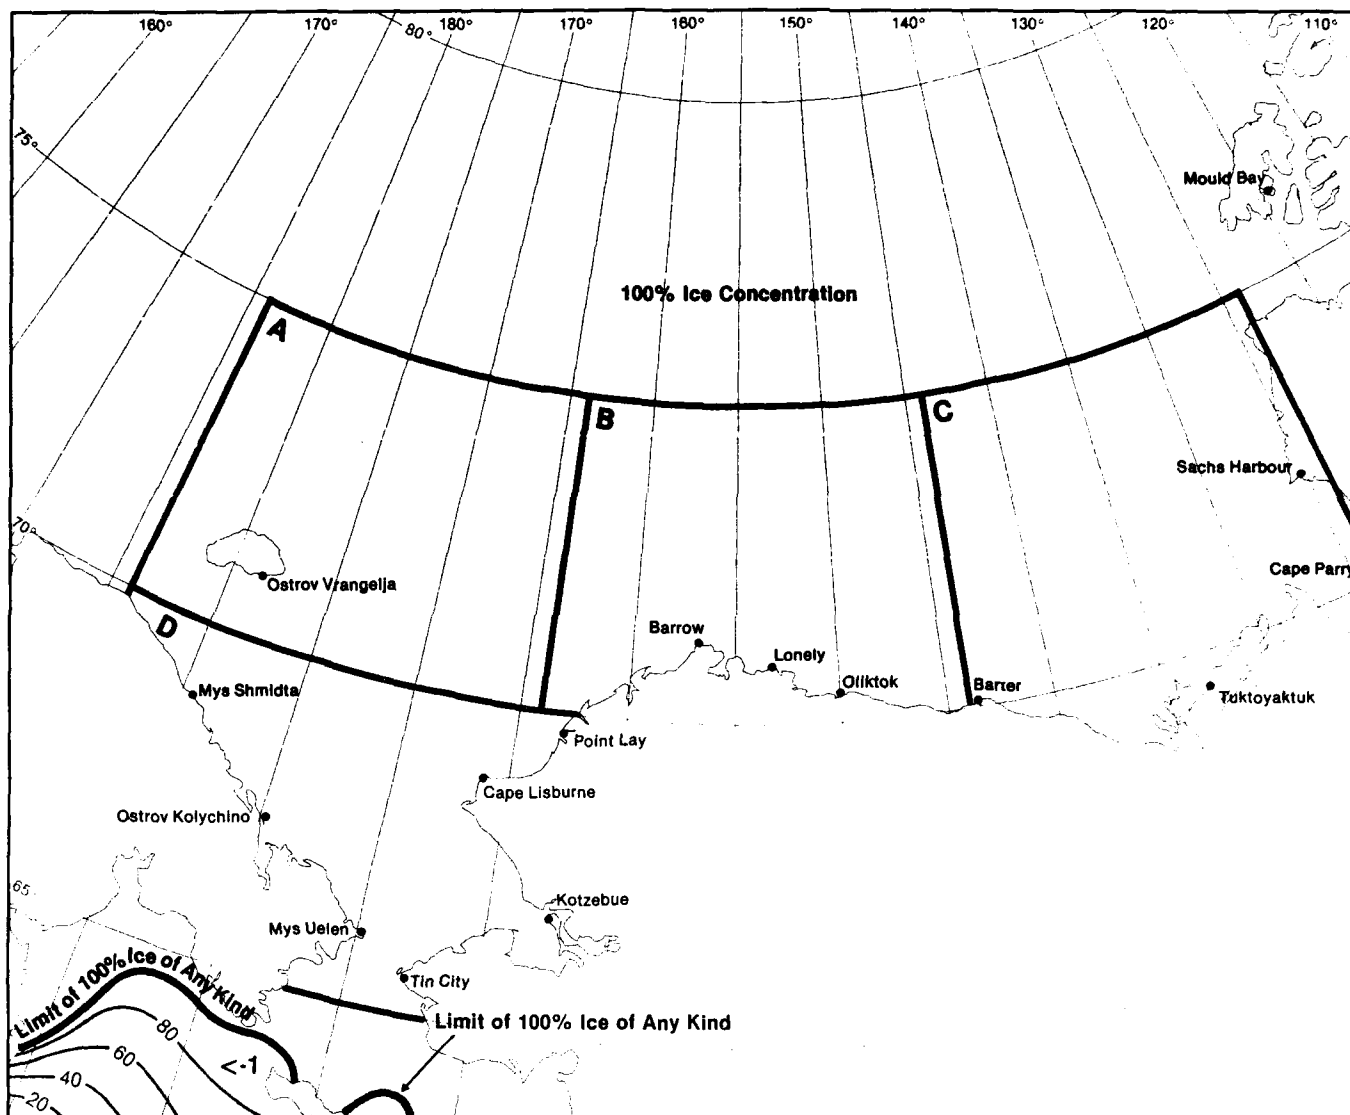 160° 170° 80° 180° 170° 160° 150° 140° 130° 120° 110°
75°
Mould Bay
100% Ice Concentration
A
B
C
Sachs Harbour
70°
Ostrov Vrangelja
Cape Parry
D
Barrow
Lonely
Mys Shmidta
Oliktok
Barter
Tuktoyaktuk
Point Lay
Cape Lisburne
Ostrov Kolychino
65
Kotzebue
Mys Uelen
Tin City
Limit of 100% Ice of Any Kind
Limit of 100% Ice of Any Kind
80
60
<-1
40
20